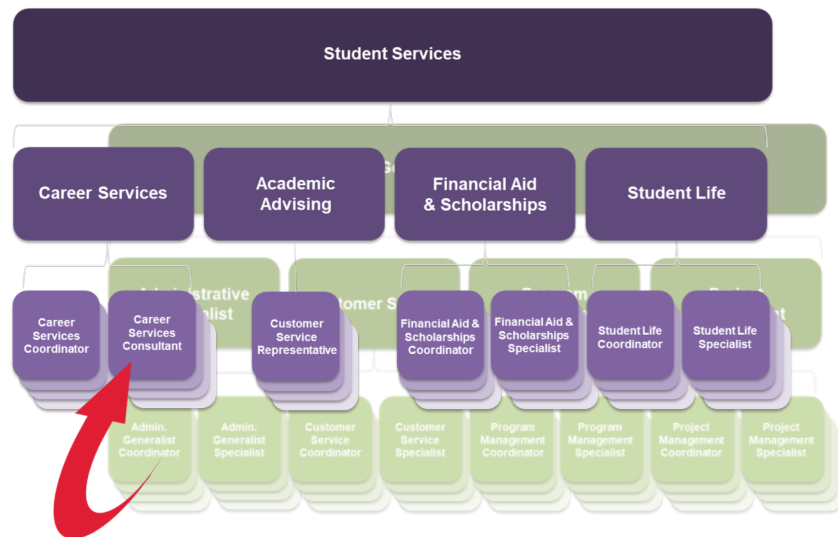 Student Services
Career Services
Academic
Advising
Financial Aid
& Scholarships
Student Life
Career
Services
Coordinator
Career
Services
Consultant
Customer
Service
Representative
Financial Aid &
Scholarships
Coordinator
Financial Aid &
Scholarships
Specialist
Student Life
Coordinator
Student Life
Specialist
Admin.
Generalist
Coordinator
Admin.
Generalist
Specialist
Customer
Service
Coordinator
Customer
Service
Specialist
Program
Management
Coordinator
Program
Management
Specialist
Project
Management
Coordinator
Project
Management
Specialist